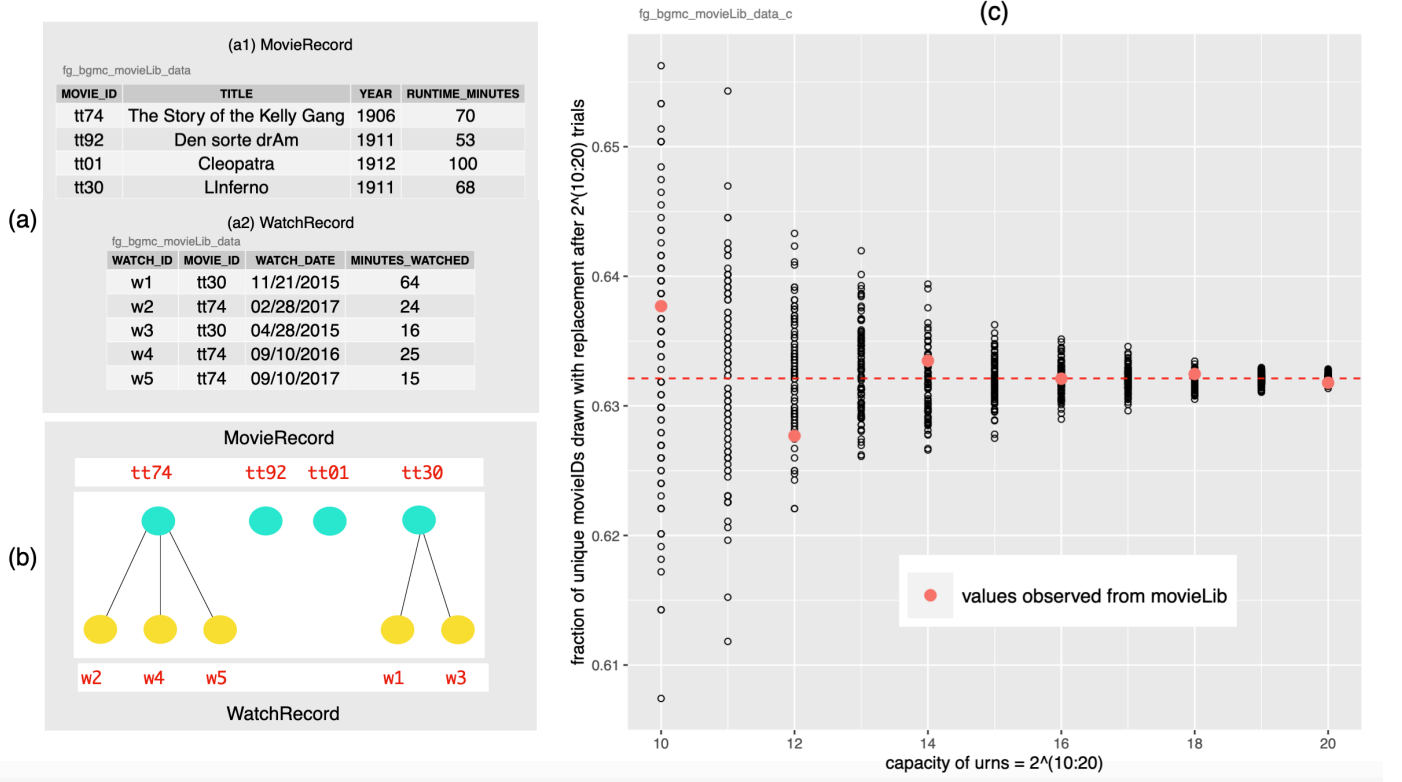 (a)
(a1) MovieRecord
fg_bgmc_movieLib_data
MOVIE_ID TITLE YEAR RUNTIME_MINUTES
tt74 The Story of the Kelly Gang 1906 70
tt92 Den sorte drAm 1911 53
tt01 Cleopatra 1912 100
tt30 LInferno 1911 68
(a2) WatchRecord
fg_bgmc_movieLib_data
WATCH_ID MOVIE_ID WATCH_DATE MINUTES_WATCHED
w1 tt30 11/21/2015 64
w2 tt74 02/28/2017 24
w3 tt30 04/28/2015 16
w4 tt74 09/10/2016 25
w5 tt74 09/10/2017 15
(b)
MovieRecord
tt74 tt92 tt01 tt30
w2 w4 w5 w1 w3
WatchRecord
(c)
fg_bgmc_movieLib_data_c
fraction of unique movieIDs drawn with replacement after 2^(10:20) trials
0.65
0.64
0.63
0.62
0.61
values observed from movieLib
10 12 14 16 18 20
capacity of urns = 2^(10:20)